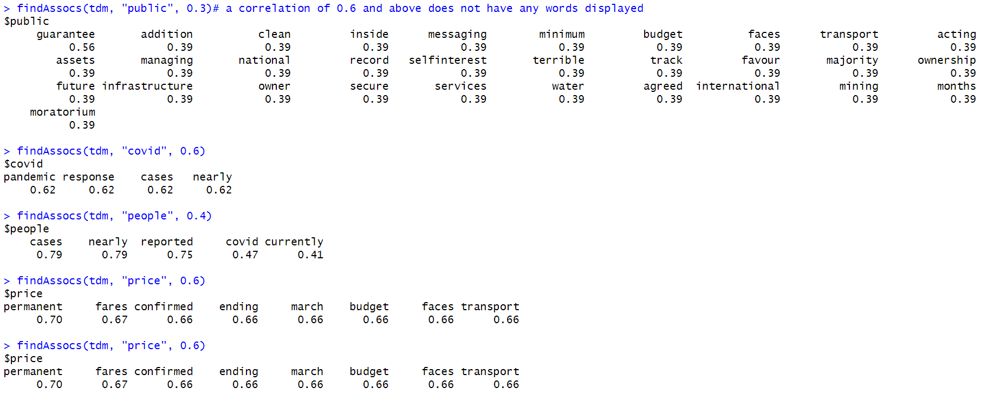 > findAssocs(tdm, "public", 0.3)# a correlation of 0.6 and above does not have any words displayed
$public
guarantee addition clean inside messaging minimum budget faces transport acting
0.56 0.39 0.39 0.39 0.39 0.39 0.39 0.39 0.39 0.39
assets managing national record selfinterest terrible track favour majority ownership
0.39 0.39 0.39 0.39 0.39 0.39 0.39 0.39 0.39 0.39
future infrastructure owner secure services water agreed international mining months
0.39 0.39 0.39 0.39 0.39 0.39 0.39 0.39 0.39 0.39
moratorium
0.39
> findAssocs(tdm, "covid", 0.6)
$covid
pandemic response cases nearly
0.62 0.62 0.62 0.62
> findAssocs(tdm, "people", 0.4)
$people
cases nearly reported covid currently
0.79 0.79 0.75 0.47 0.41
> findAssocs(tdm, "price", 0.6)
$price
permanent fares confirmed ending march budget faces transport
0.70 0.67 0.66 0.66 0.66 0.66 0.66 0.66
> findAssocs(tdm, "price", 0.6)
$price
permanent fares confirmed ending march budget faces transport
0.70 0.67 0.66 0.66 0.66 0.66 0.66 0.66